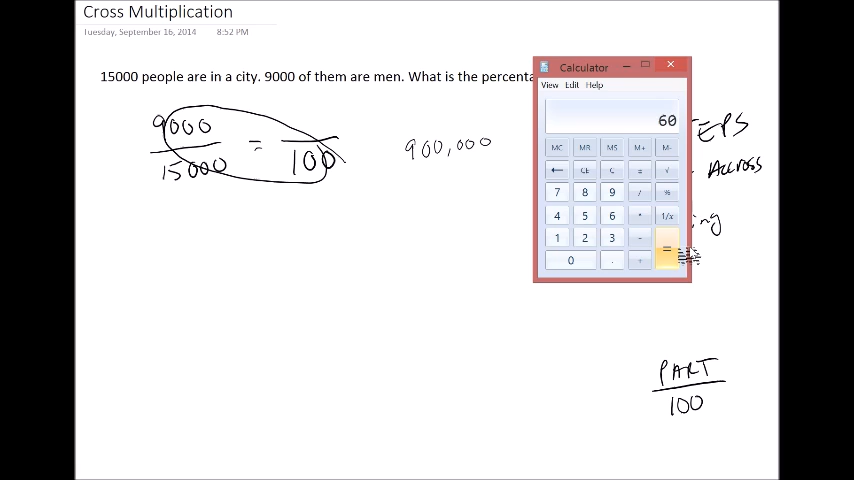 Cross Multiplication
Tuesday, September 16, 2014 8:52 PM
15000 people are in a city. 9000 of them are men. What is the
9000
15000
=
100
900,000
Calculator
View Edit Help
60
MC MR MS M+ M-
← CE C ± √
7 8 9 / %
4 5 6 * 1/x
1 2 3 - =
0 . +
ACCROSS
PART
100